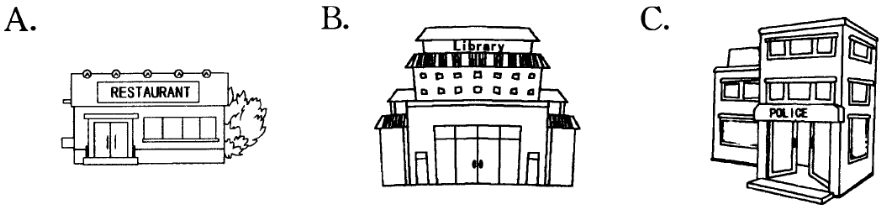 A.
RESTAURANT
B.
Library
C.
POLICE